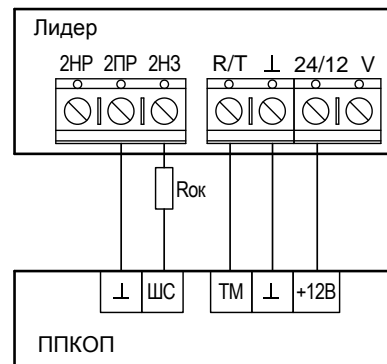 Лидер
2НР 2ПР 2НЗ R/T ⊥ 24/12 V
Rок
⊥ ШС ТМ ⊥ +12В
ППКОП